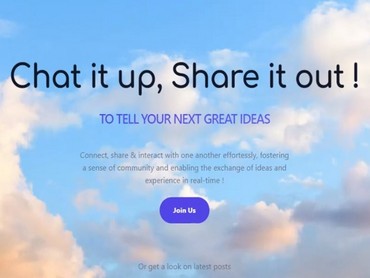 Chat it up, Share it out !
TO TELL YOUR NEXT GREAT IDEAS
Connect, share & interact with one another effortlessly, fostering
a sense of community and enabling the exchange of ideas and
experience in real-time !
Join Us
Or get a look on latest posts